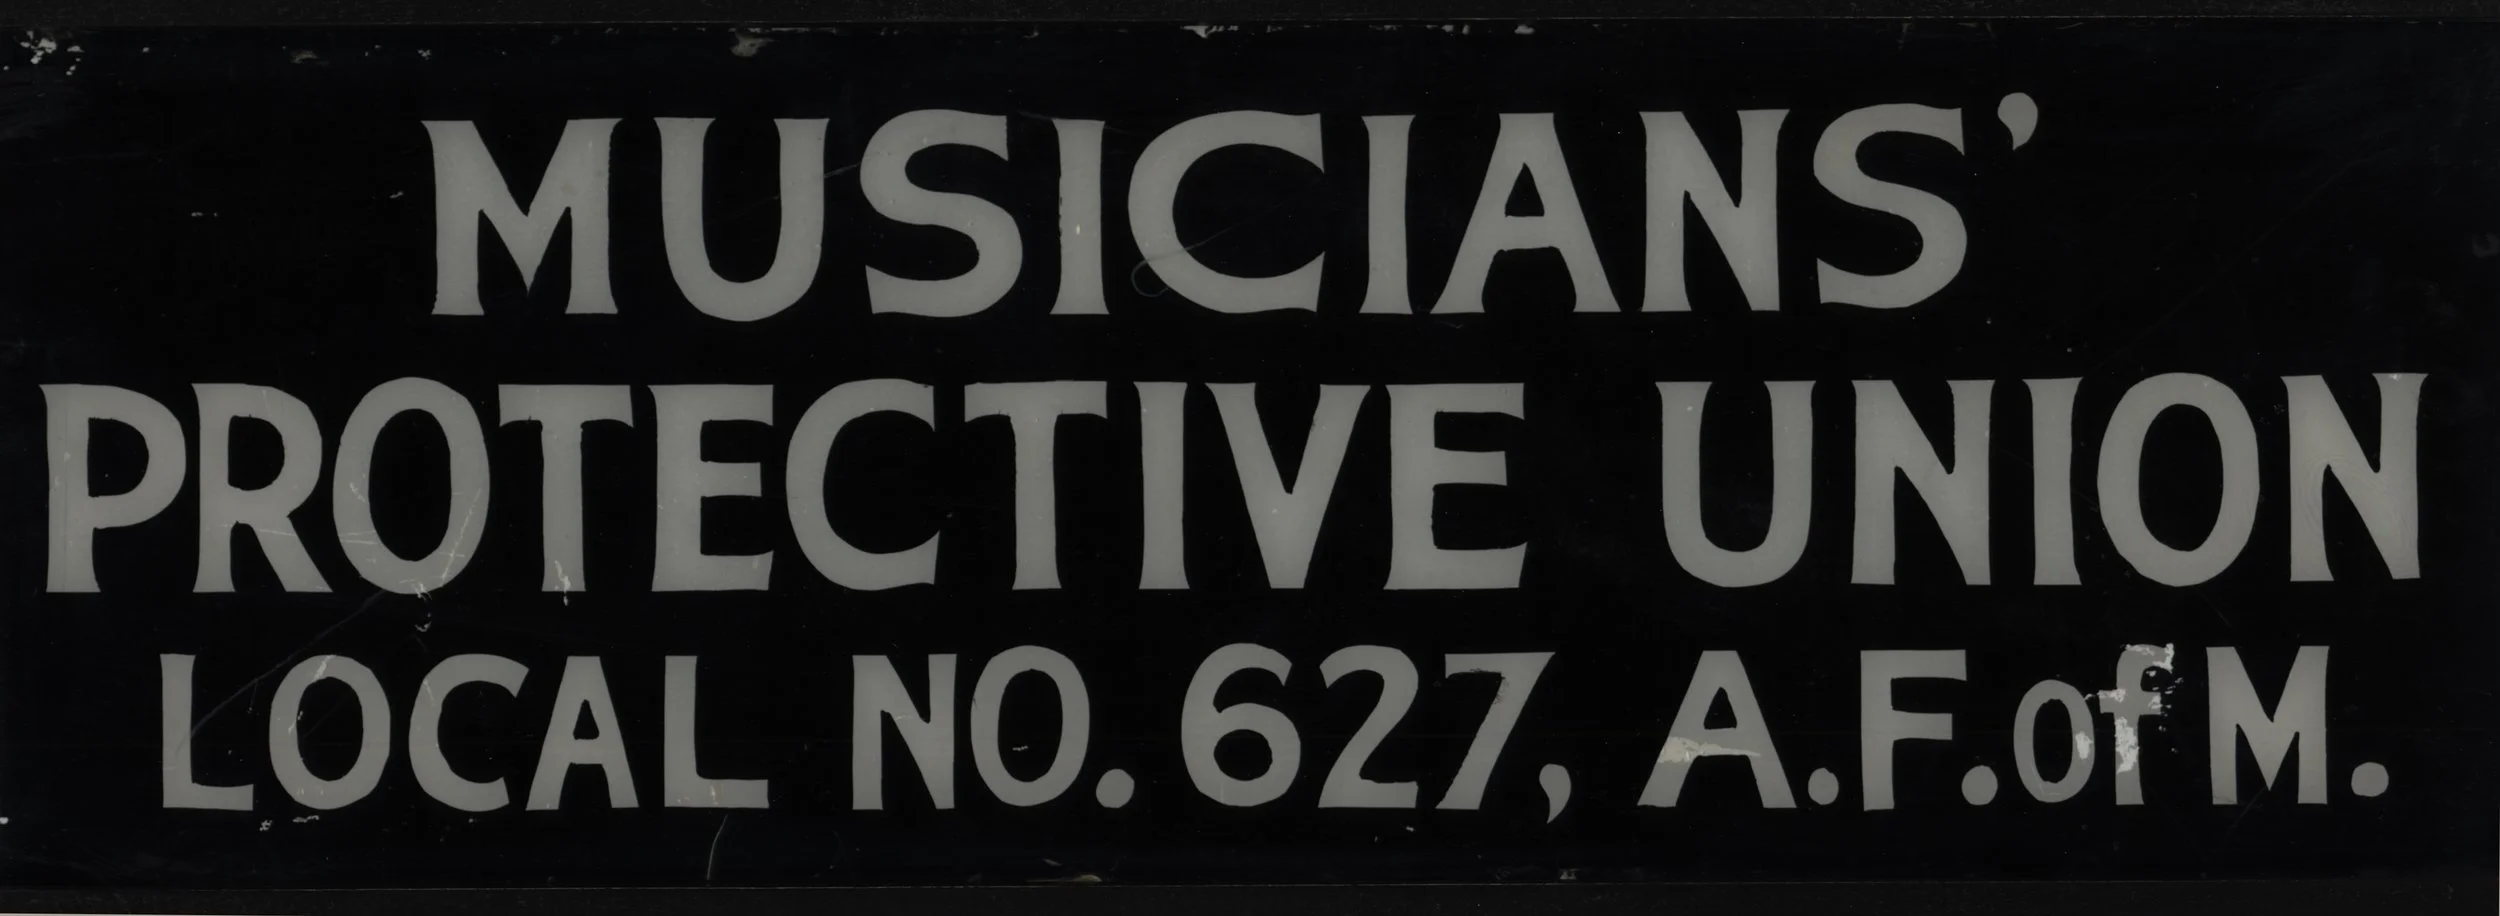 MUSICIANS’
PROTECTIVE UNION
LOCAL NO. 627, A.F. of M.